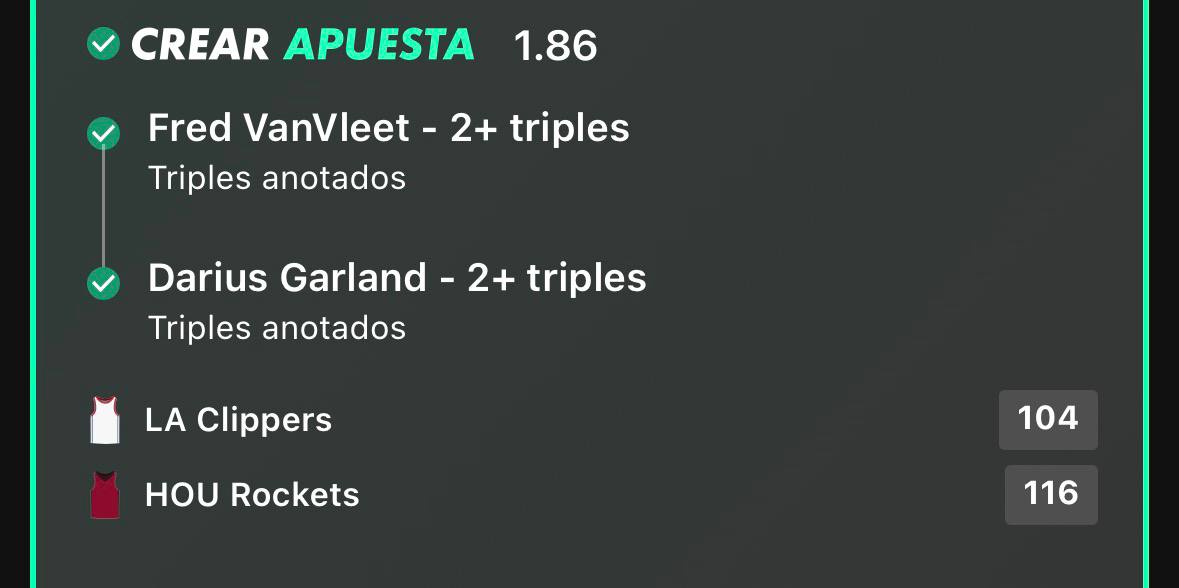 CREAR APUESTA 1.86
Fred VanVleet - 2+ triples
Triples anotados
Darius Garland - 2+ triples
Triples anotados
LA Clippers 104
HOU Rockets 116